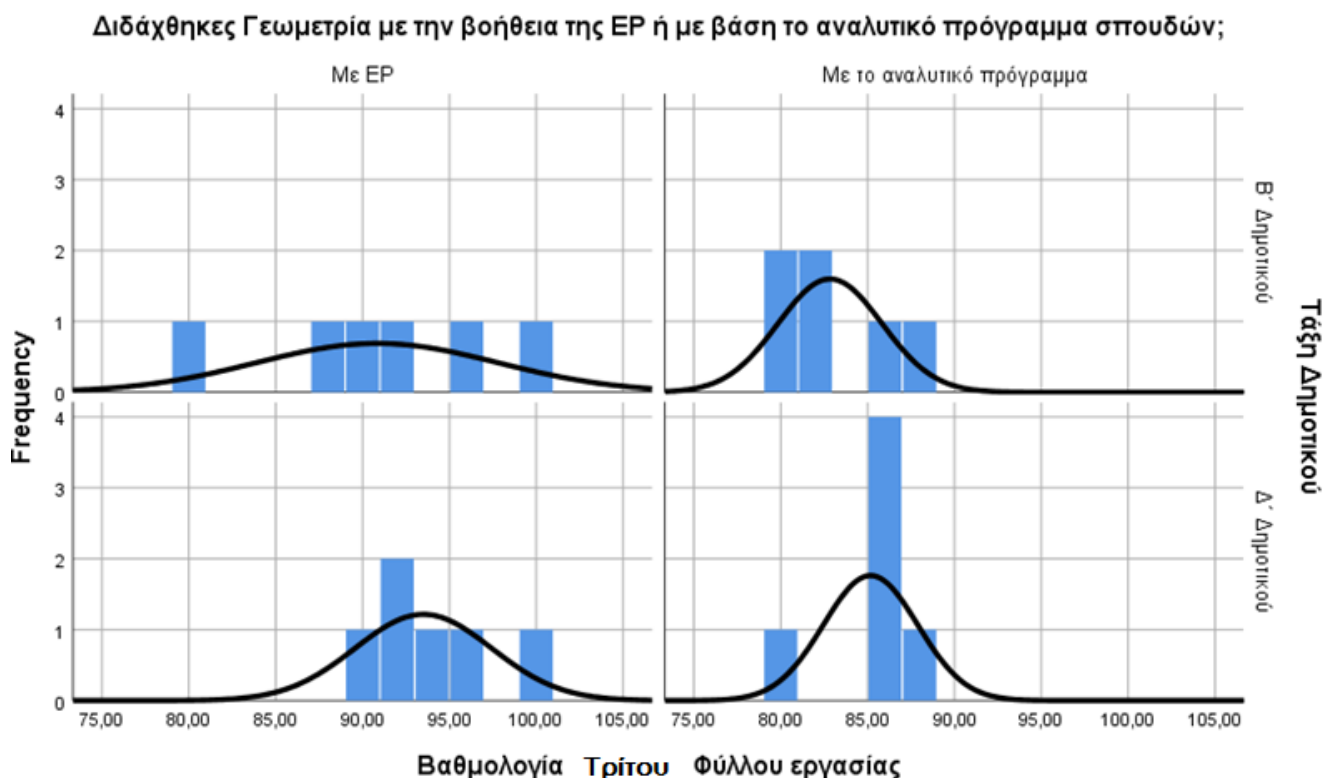 Διδάχθηκες Γεωμετρία με την βοήθεια της ΕΡ ή με βάση το αναλυτικό πρόγραμμα σπουδών;
Με ΕΡ
Με το αναλυτικό πρόγραμμα
Frequency
4
3
2
1
0
Β΄ Δημοτικού
4
3
2
1
0
Δ΄ Δημοτικού
Τάξη Δημοτικού
75,00 80,00 85,00 90,00 95,00 100,00 105,00
75,00 80,00 85,00 90,00 95,00 100,00 105,00
Βαθμολογία Τρίτου Φύλλου εργασίας